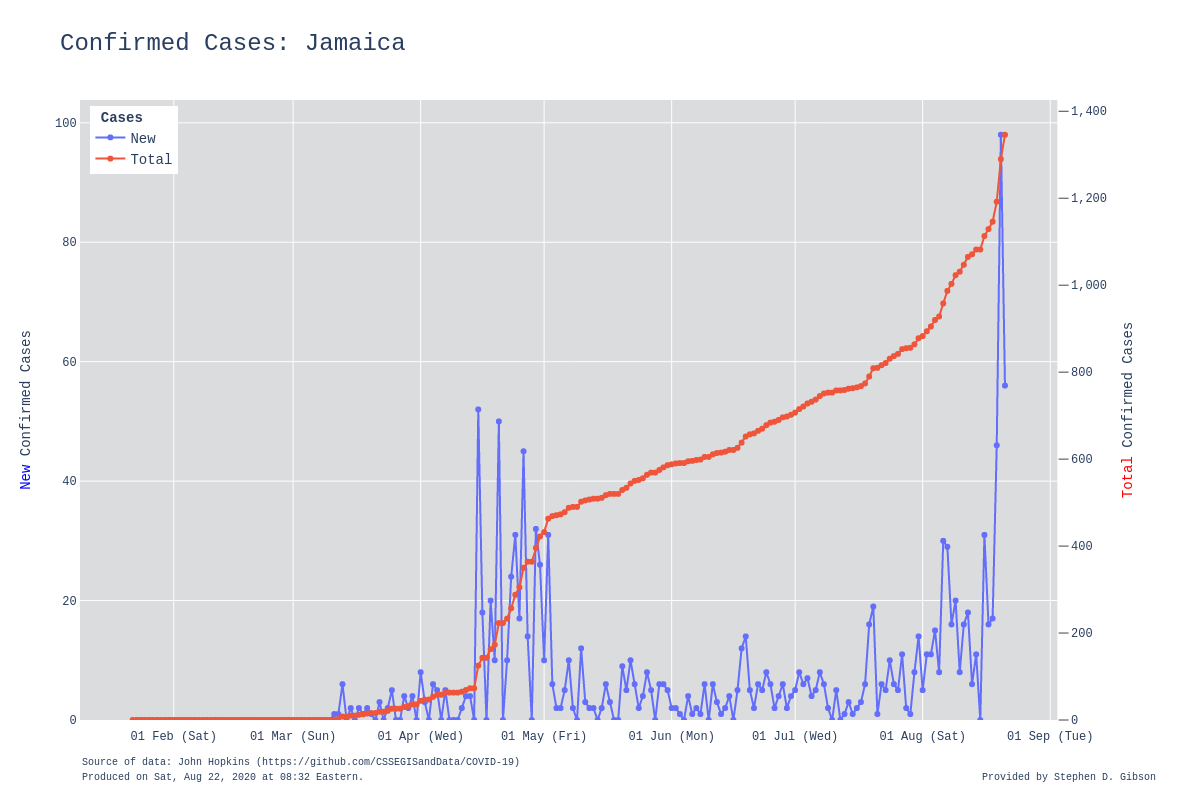 Confirmed Cases: Jamaica
Cases
New
Total
100
80
60
40
20
0
New Confirmed Cases
1,400
1,200
1,000
800
600
400
200
0
Total Confirmed Cases
01 Feb (Sat)
01 Mar (Sun)
01 Apr (Wed)
01 May (Fri)
01 Jun (Mon)
01 Jul (Wed)
01 Aug (Sat)
01 Sep (Tue)
Source of data: John Hopkins (https://github.com/CSSEGISandData/COVID-19)
Produced on Sat, Aug 22, 2020 at 08:32 Eastern.
Provided by Stephen D. Gibson